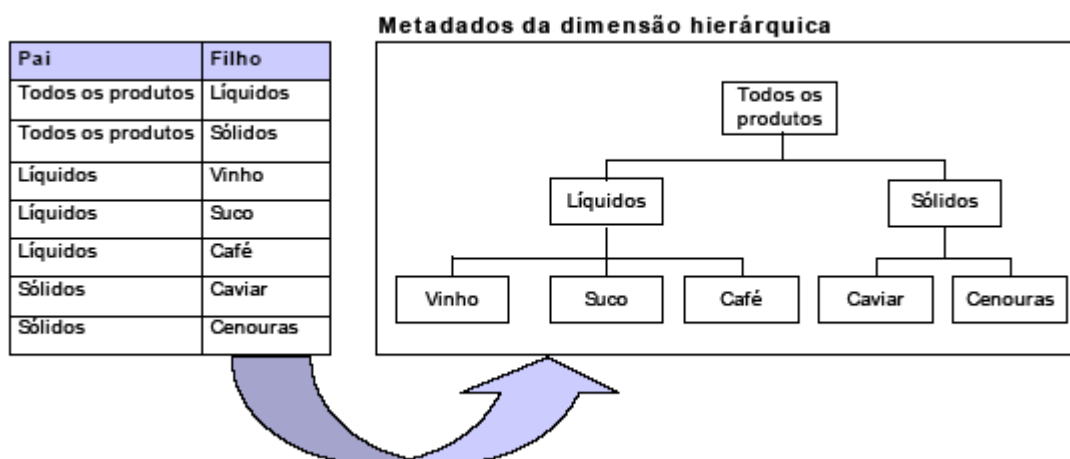 Metadados da dimensão hierárquica
Pai Filho
Todos os produtos Líquidos
Todos os produtos Sólidos
Líquidos Vinho
Líquidos Suco
Líquidos Café
Sólidos Caviar
Sólidos Cenouras
Todos os
produtos
Líquidos Sólidos
Vinho Suco Café Caviar Cenouras